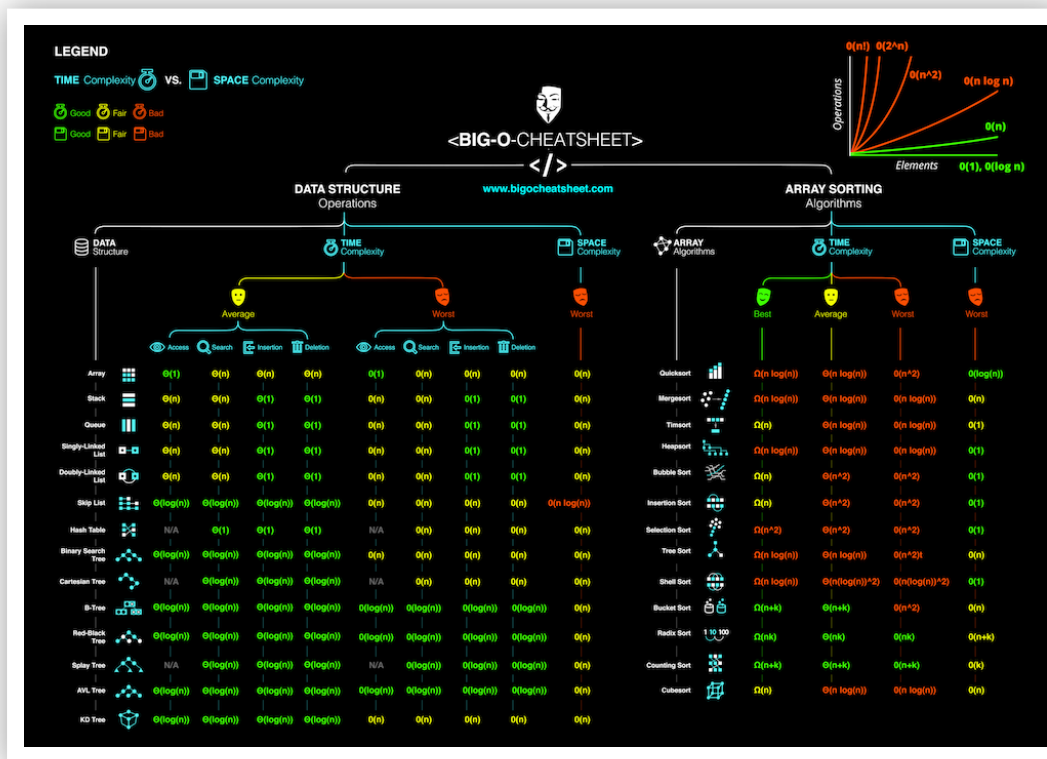 LEGEND
TIME Complexity VS. SPACE Complexity
Good Fair Bad
Good Fair Bad
O(n!) O(2^n)
O(n^2)
O(n log n)
O(n)
O(1), O(log n)
Operations
Elements
<BIG-O-CHEATSHEET>
</>
www.bigocheatsheet.com
DATA STRUCTURE
Operations
ARRAY SORTING
Algorithms
DATA Structure
TIME Complexity
SPACE Complexity
ARRAY Algorithms
TIME Complexity
SPACE Complexity
Average Worst Worst
Best Average Worst Worst
Access Search Insertion Deletion Access Search Insertion Deletion
Array Θ(1) Θ(n) Θ(n) Θ(n) O(1) O(n) O(n) O(n) O(n)
Stack Θ(n) Θ(n) Θ(1) Θ(1) O(n) O(n) O(1) O(1) O(n)
Queue Θ(n) Θ(n) Θ(1) Θ(1) O(n) O(n) O(1) O(1) O(n)
Singly-Linked List Θ(n) Θ(n) Θ(1) Θ(1) O(n) O(n) O(1) O(1) O(n)
Doubly-Linked List Θ(n) Θ(n) Θ(1) Θ(1) O(n) O(n) O(1) O(1) O(n)
Skip List Θ(log(n)) Θ(log(n)) Θ(log(n)) Θ(log(n)) O(n) O(n) O(n) O(n) O(n log(n))
Hash Table N/A Θ(1) Θ(1) Θ(1) N/A O(n) O(n) O(n) O(n)
Binary Search Tree Θ(log(n)) Θ(log(n)) Θ(log(n)) Θ(log(n)) O(n) O(n) O(n) O(n) O(n)
Cartesian Tree N/A Θ(log(n)) Θ(log(n)) Θ(log(n)) N/A O(n) O(n) O(n) O(n)
B-Tree Θ(log(n)) Θ(log(n)) Θ(log(n)) Θ(log(n)) O(log(n)) O(log(n)) O(log(n)) O(log(n)) O(n)
Red-Black Tree Θ(log(n)) Θ(log(n)) Θ(log(n)) Θ(log(n)) O(log(n)) O(log(n)) O(log(n)) O(log(n)) O(n)
Splay Tree N/A Θ(log(n)) Θ(log(n)) Θ(log(n)) N/A O(log(n)) O(log(n)) O(log(n)) O(n)
AVL Tree Θ(log(n)) Θ(log(n)) Θ(log(n)) Θ(log(n)) O(log(n)) O(log(n)) O(log(n)) O(log(n)) O(n)
KD Tree Θ(log(n)) Θ(log(n)) Θ(log(n)) Θ(log(n)) O(n) O(n) O(n) O(n) O(n)
Quicksort Ω(n log(n)) Θ(n log(n)) O(n^2) O(log(n))
Mergesort Ω(n log(n)) Θ(n log(n)) O(n log(n)) O(n)
Timsort Ω(n) Θ(n log(n)) O(n log(n)) O(1)
Heapsort Ω(n log(n)) Θ(n log(n)) O(n log(n)) O(1)
Bubble Sort Ω(n) Θ(n^2) O(n^2) O(1)
Insertion Sort Ω(n) Θ(n^2) O(n^2) O(1)
Selection Sort Ω(n^2) Θ(n^2) O(n^2) O(1)
Tree Sort Ω(n log(n)) Θ(n log(n)) O(n^2)t O(n)
Shell Sort Ω(n log(n)) Θ(n(log(n))^2) O(n(log(n))^2) O(1)
Bucket Sort Ω(n+k) Θ(n+k) O(n^2) O(n)
Radix Sort 1 10 100 Ω(nk) Θ(nk) O(nk) O(n+k)
Counting Sort Ω(n+k) Θ(n+k) O(n+k) O(k)
Cubesort Ω(n) Θ(n log(n)) O(n log(n)) O(n)